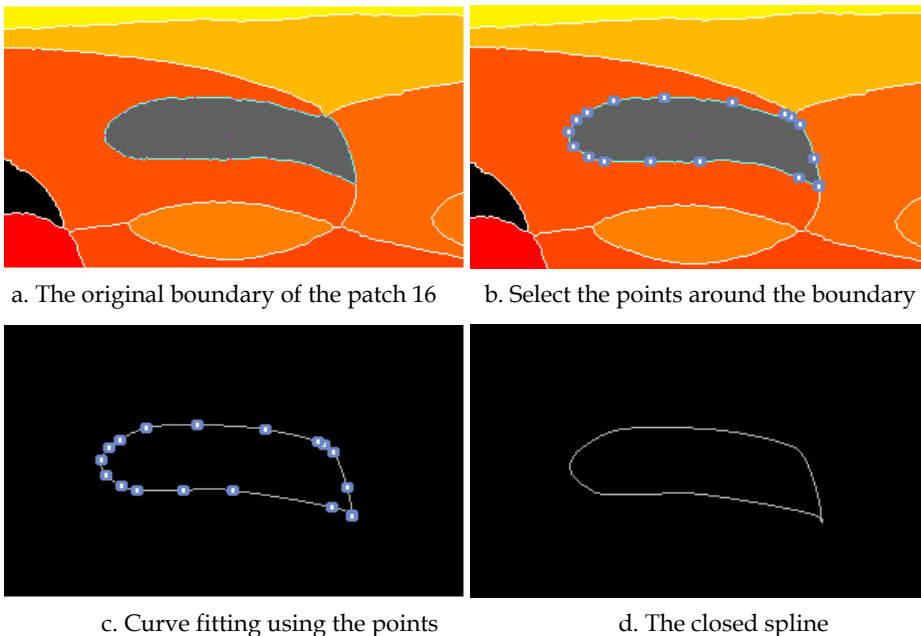 a. The original boundary of the patch 16
b. Select the points around the boundary
c. Curve fitting using the points
d. The closed spline